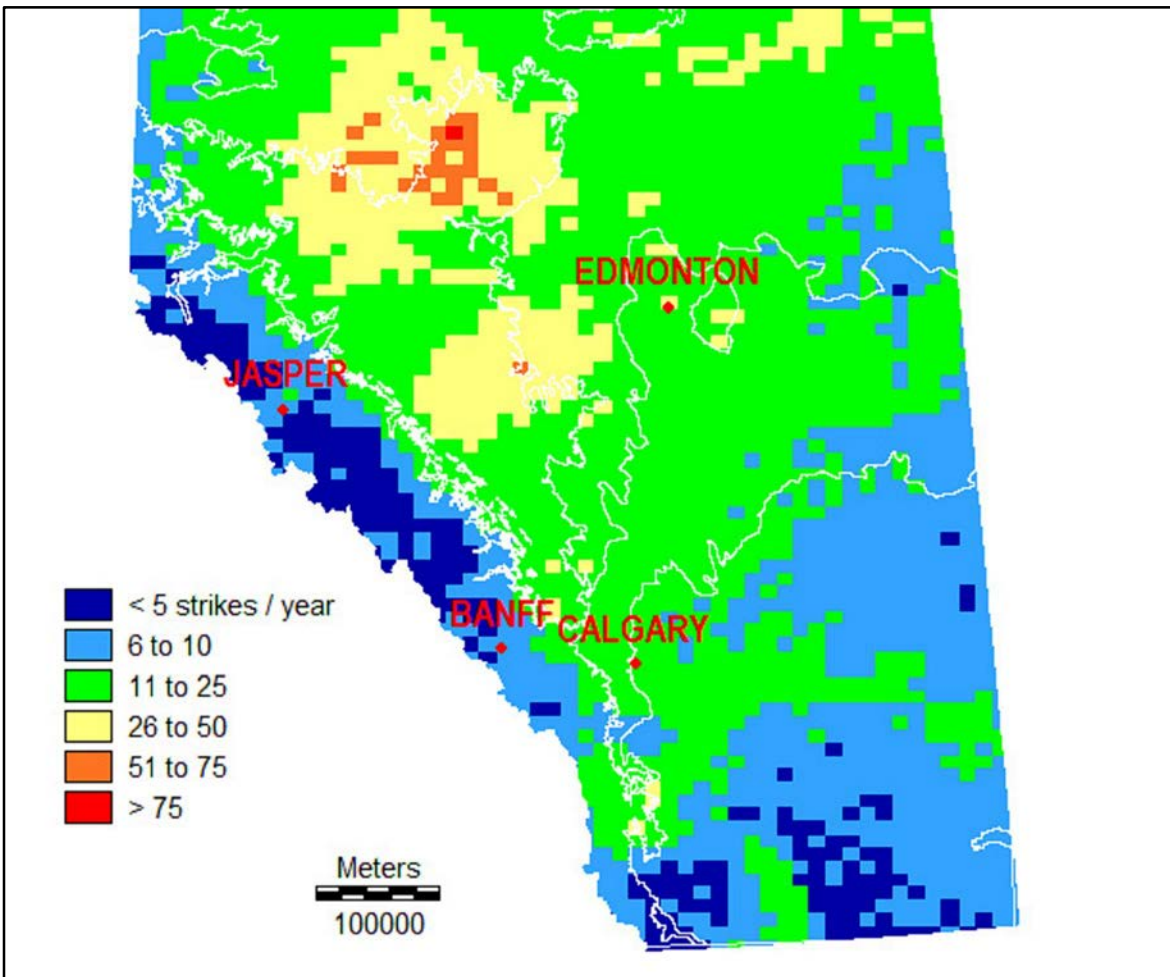 EDMONTON
JASPER
BANFF
CALGARY
< 5 strikes / year
6 to 10
11 to 25
26 to 50
51 to 75
> 75
Meters
100000